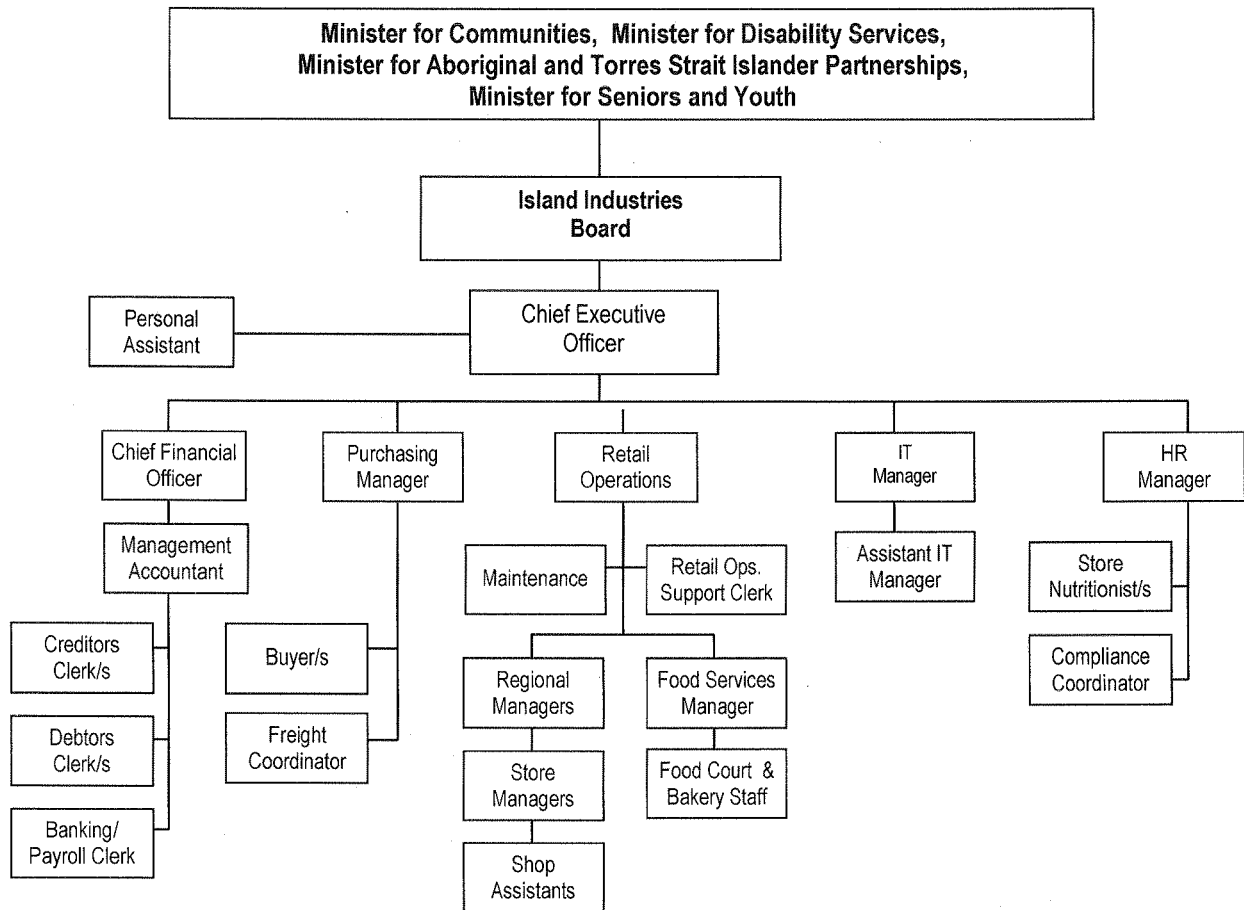 Minister for Communities, Minister for Disability Services,
Minister for Aboriginal and Torres Strait Islander Partnerships,
Minister for Seniors and Youth
Island Industries
Board
Personal
Assistant
Chief Executive
Officer
Chief Financial
Officer
Purchasing
Manager
Retail
Operations
IT
Manager
HR
Manager
Management
Accountant
Maintenance
Retail Ops.
Support Clerk
Assistant IT
Manager
Store
Nutritionist/s
Creditors
Clerk/s
Buyer/s
Regional
Managers
Food Services
Manager
Compliance
Coordinator
Debtors
Clerk/s
Freight
Coordinator
Store
Managers
Food Court &
Bakery Staff
Banking/
Payroll Clerk
Shop
Assistants